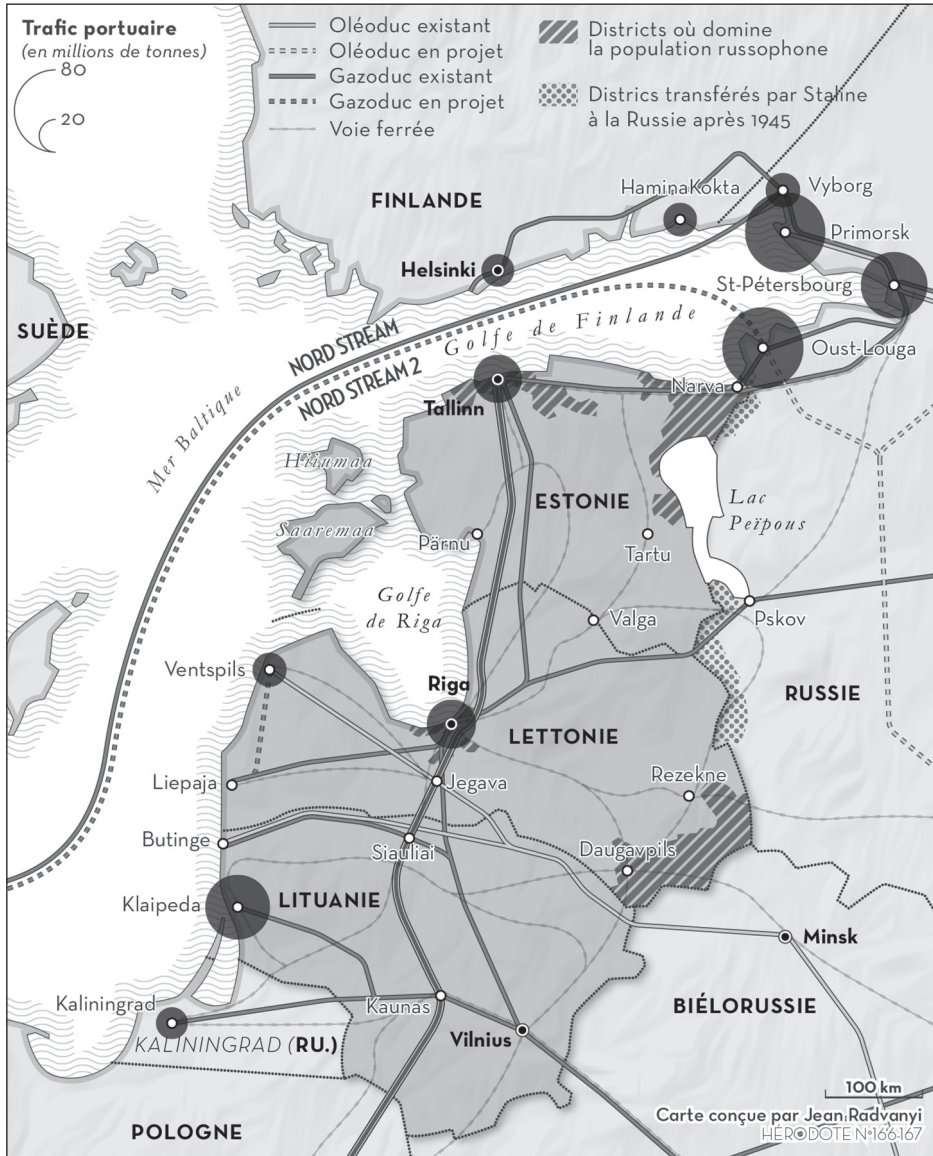 Trafic portuaire
(en millions de tonnes)
80
20
Oléoduc existant
Oléoduc en projet
Gazoduc existant
Gazoduc en projet
Voie ferrée
Districts où domine
la population russophone
Districs transférés par Staline
à la Russie après 1945
FINLANDE
HaminaKokta
Vyborg
Primorsk
Helsinki
St-Pétersbourg
SUÈDE
NORD STREAM
Golfe de Finlande
Oust-Louga
NORD STREAM 2
Narva
Mer Baltique
Tallinn
Hiiumaa
ESTONIE
Lac
Peïpous
Saaremaa
Pärnu
Tartu
Golfe
de Riga
Valga
Pskov
Ventspils
Riga
RUSSIE
LETTONIE
Liepaja
Jegava
Rezekne
Butinge
Siauliai
Daugavpils
Klaipeda
LITUANIE
Minsk
Kaliningrad
Kaunas
BIÉLORUSSIE
KALININGRAD (RU.)
Vilnius
100 km
Carte conçue par Jean Radvanyi
HÉRODOTE N°166-167
POLOGNE